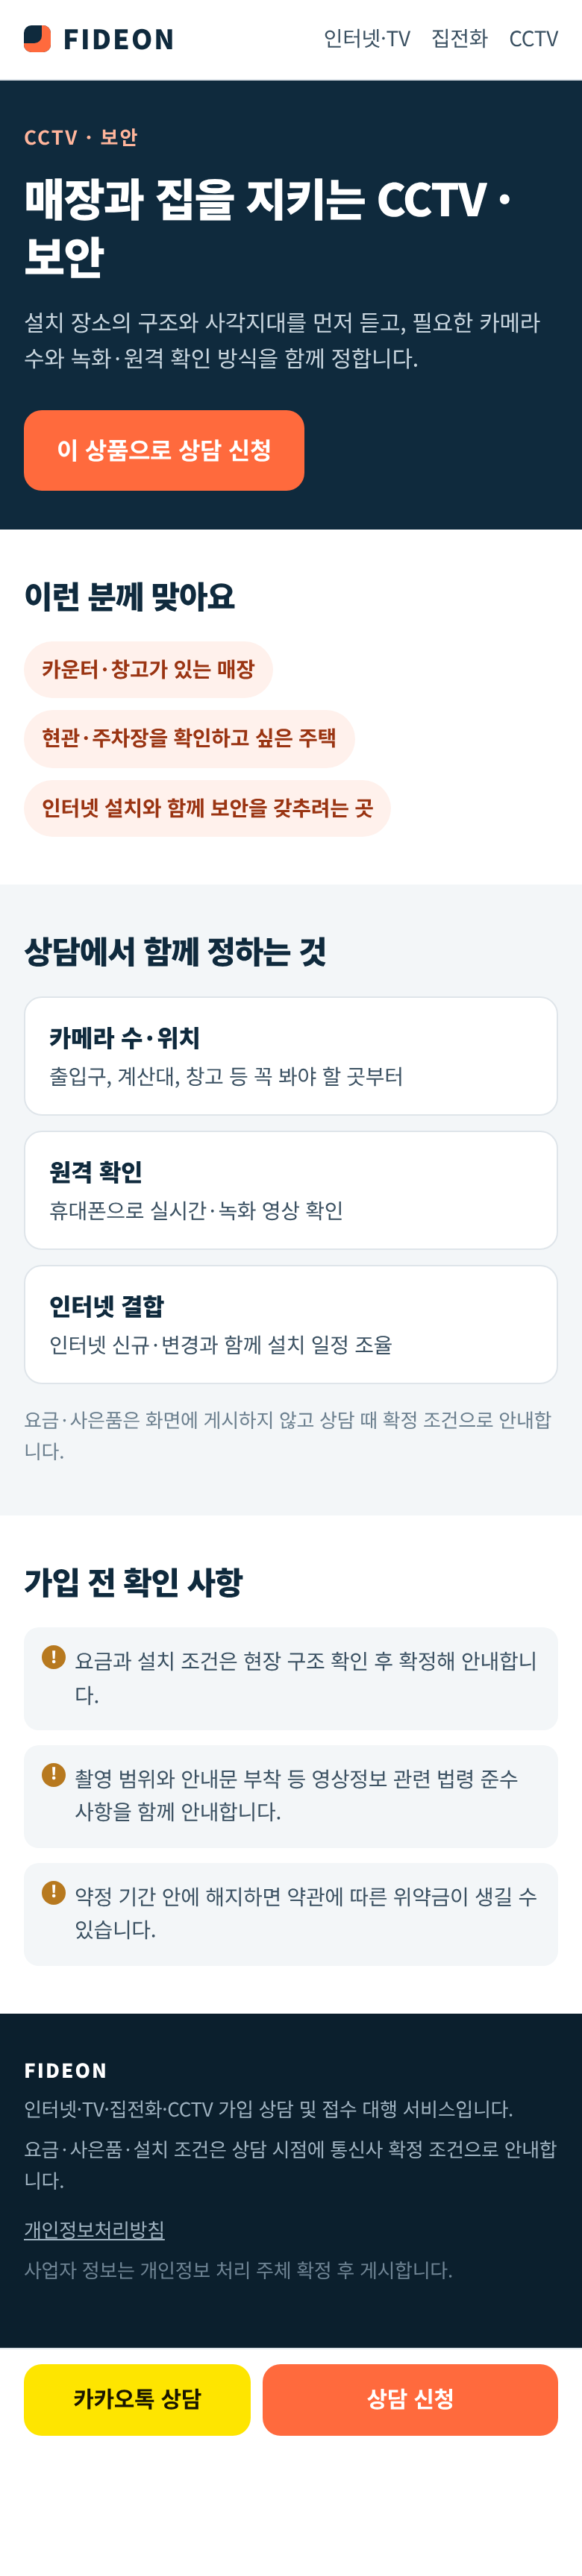 FIDEON
인터넷·TV 집전화 CCTV
CCTV · 보안
매장과 집을 지키는 CCTV ·
보안
설치 장소의 구조와 사각지대를 먼저 듣고, 필요한 카메라
수와 녹화·원격 확인 방식을 함께 정합니다.
이 상품으로 상담 신청
이런 분께 맞아요
카운터·창고가 있는 매장
현관·주차장을 확인하고 싶은 주택
인터넷 설치와 함께 보안을 갖추려는 곳
상담에서 함께 정하는 것
카메라 수·위치
출입구, 계산대, 창고 등 꼭 봐야 할 곳부터
원격 확인
휴대폰으로 실시간·녹화 영상 확인
인터넷 결합
인터넷 신규·변경과 함께 설치 일정 조율
요금·사은품은 화면에 게시하지 않고 상담 때 확정 조건으로 안내합
니다.
가입 전 확인 사항
! 요금과 설치 조건은 현장 구조 확인 후 확정해 안내합니
다.
! 촬영 범위와 안내문 부착 등 영상정보 관련 법령 준수
사항을 함께 안내합니다.
! 약정 기간 안에 해지하면 약관에 따른 위약금이 생길 수
있습니다.
FIDEON
인터넷·TV·집전화·CCTV 가입 상담 및 접수 대행 서비스입니다.
요금·사은품·설치 조건은 상담 시점에 통신사 확정 조건으로 안내합
니다.
개인정보처리방침
사업자 정보는 개인정보 처리 주체 확정 후 게시합니다.
카카오톡 상담 상담 신청